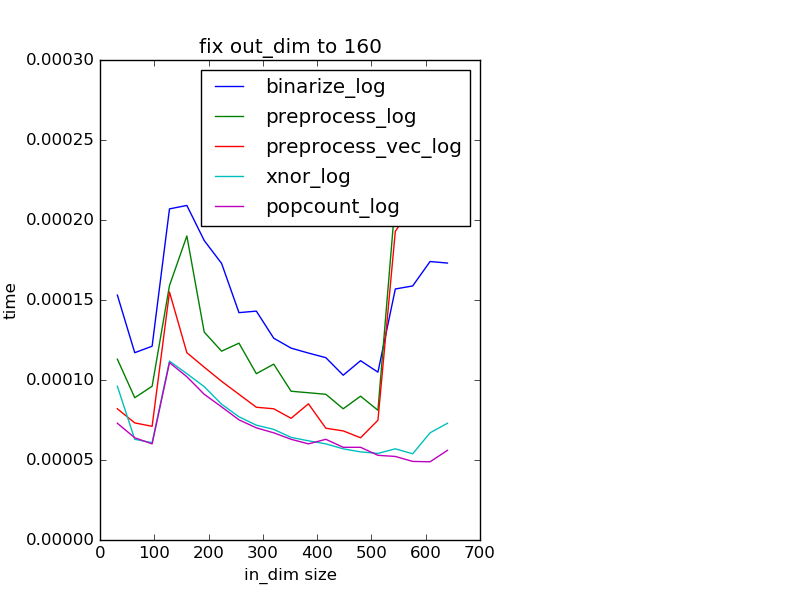 fix out_dim to 160
0.00030
0.00025
0.00020
0.00015
0.00010
0.00005
0.00000
time
binarize_log
preprocess_log
preprocess_vec_log
xnor_log
popcount_log
0 100 200 300 400 500 600 700
in_dim size